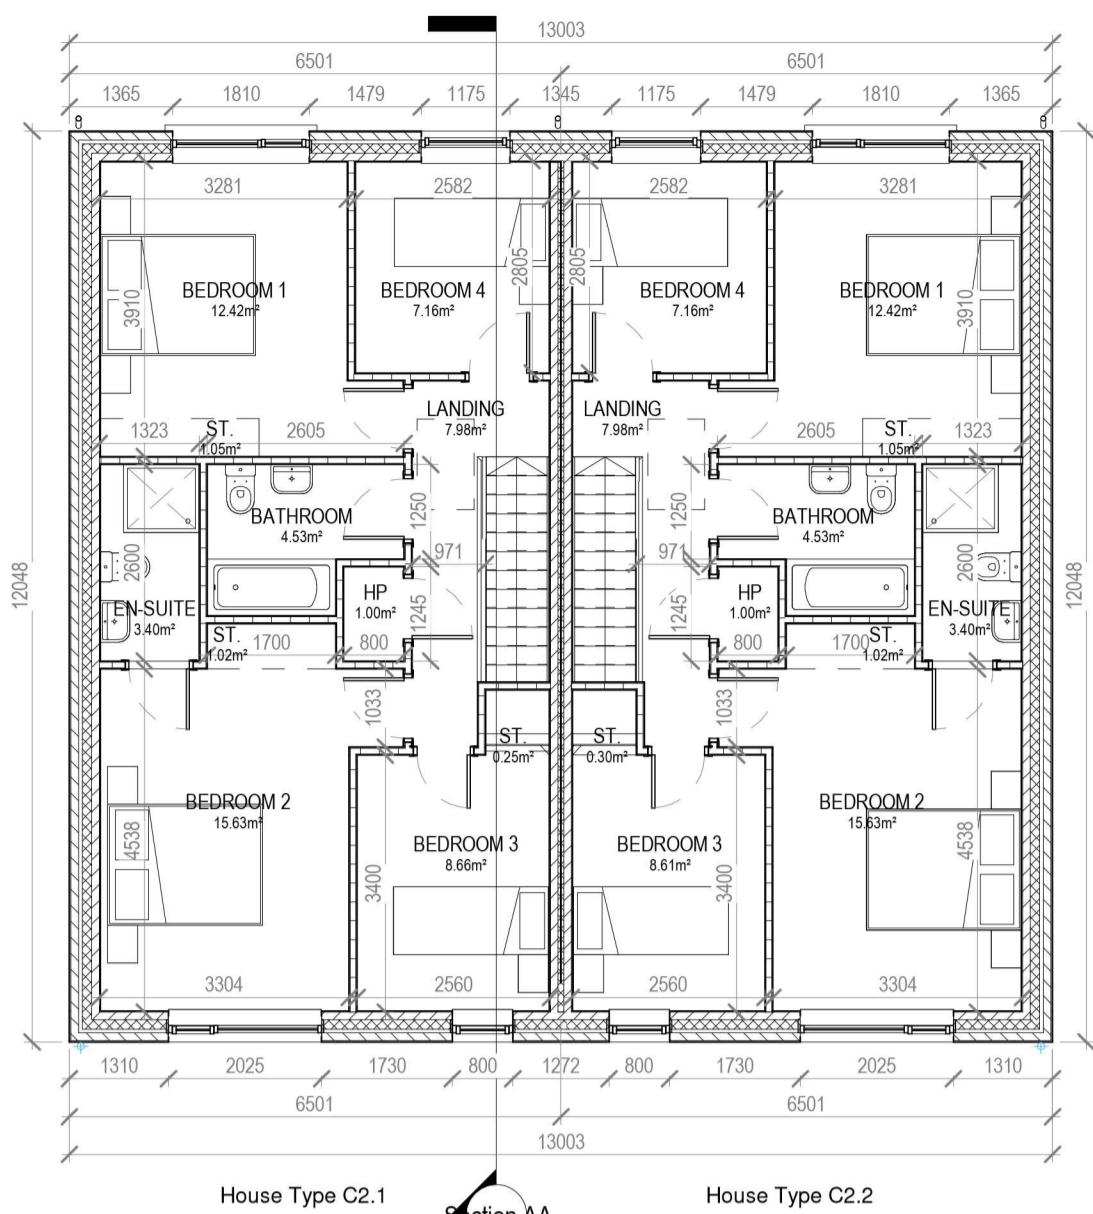 13003
6501 6501
1365 1810 1479 1175 1345 1175 1479 1810 1365
3281 2582 2582 3281
2805 2805
BEDROOM 1 BEDROOM 4 BEDROOM 4 BEDROOM 1
12.42m² 7.16m² 7.16m² 12.42m²
3910 3910
LANDING LANDING
7.98m² 7.98m²
ST. ST.
1.05m² 1.05m²
1323 2605 2605 1323
BATHROOM BATHROOM
4.53m² 4.53m²
1250 1250
2600 971 971 2600
12048 12048
HP HP
1.00m² 1.00m²
EN-SUITE EN-SUITE
3.40m² 3.40m²
1245 1245
ST. ST.
1.02m² 1.02m²
1700 800 800 1700
1033 1033
ST. ST.
0.25m² 0.30m²
BEDROOM 2 BEDROOM 2
15.63m² 15.63m²
4538 4538
BEDROOM 3 BEDROOM 3
8.66m² 8.61m²
3400 3400
3304 2560 2560 3304
1310 2025 1730 800 1272 800 1730 2025 1310
6501 6501
13003
House Type C2.1 House Type C2.2
Section AA